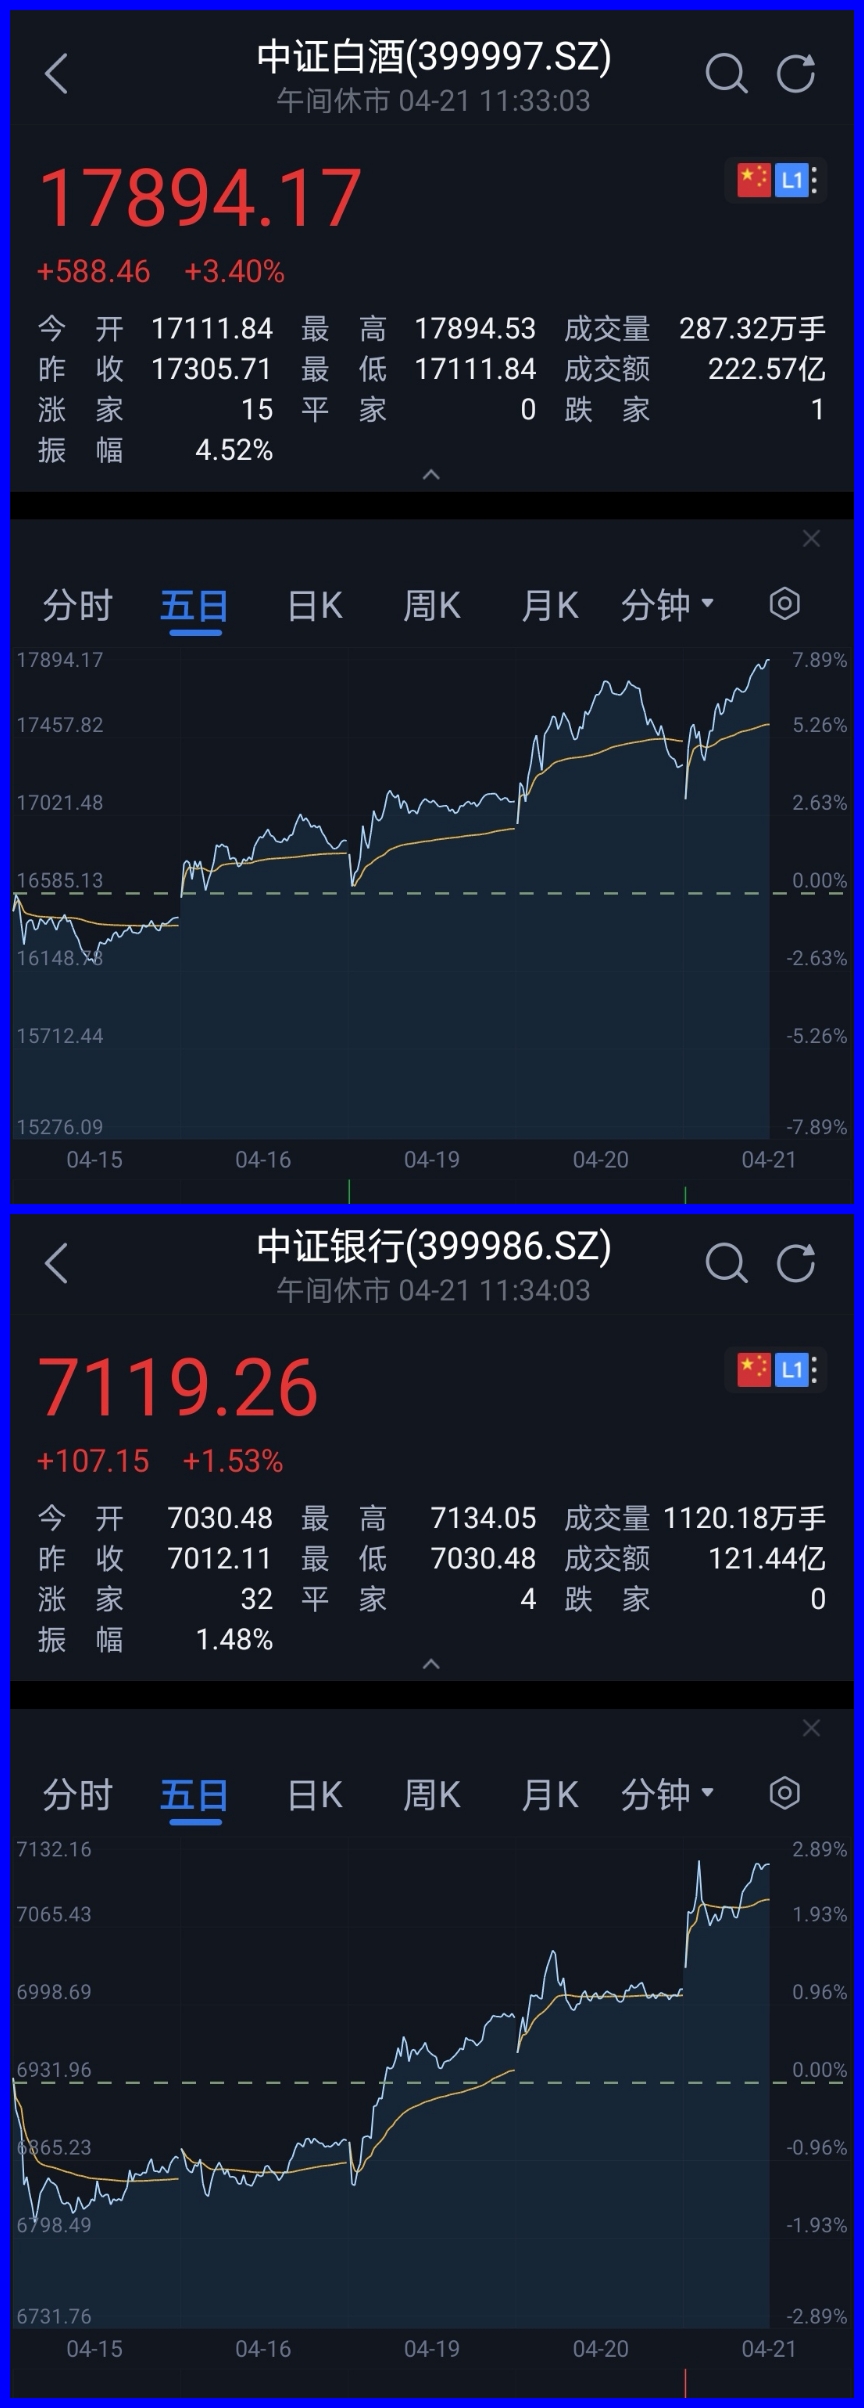 中证白酒(399997.SZ)
午间休市 04-21 11:33:03
17894.17
L1
+588.46 +3.40%
今开 17111.84 最高 17894.53 成交量 287.32万手
昨收 17305.71 最低 17111.84 成交额 222.57亿
涨家 15 平家 0 跌家 1
振幅 4.52%
分时 五日 日K 周K 月K 分钟
17894.17 7.89%
17457.82 5.26%
17021.48 2.63%
16585.13 0.00%
16148.78 -2.63%
15712.44 -5.26%
15276.09 -7.89%
04-15 04-16 04-19 04-20 04-21
中证银行(399986.SZ)
午间休市 04-21 11:34:03
7119.26
L1
+107.15 +1.53%
今开 7030.48 最高 7134.05 成交量 1120.18万手
昨收 7012.11 最低 7030.48 成交额 121.44亿
涨家 32 平家 4 跌家 0
振幅 1.48%
分时 五日 日K 周K 月K 分钟
7132.16 2.89%
7065.43 1.93%
6998.69 0.96%
6931.96 0.00%
6865.23 -0.96%
6798.49 -1.93%
6731.76 -2.89%
04-15 04-16 04-19 04-20 04-21